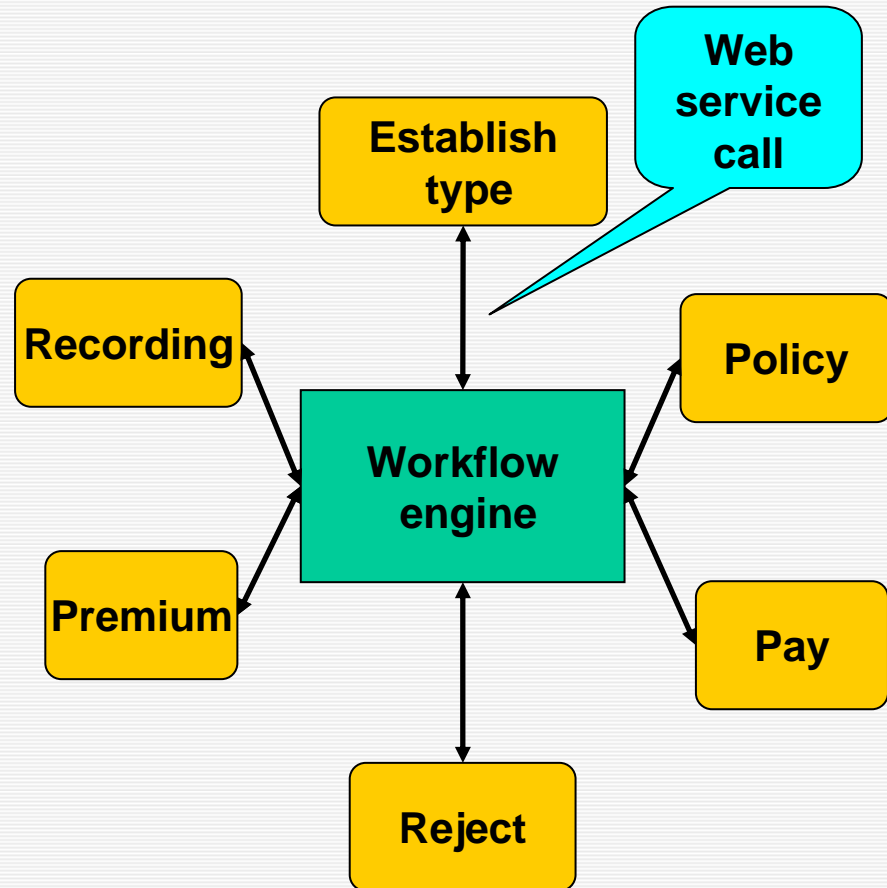 Web
service
call
Establish
type
Recording
Policy
Workflow
engine
Premium
Pay
Reject